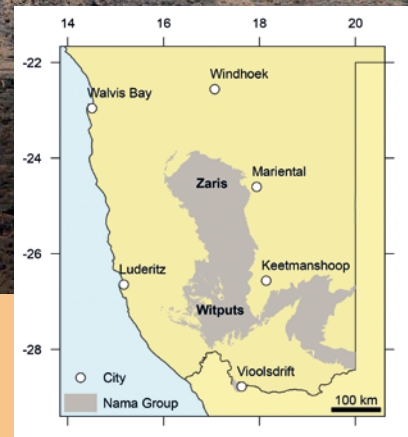 14 16 18 20
-22
Windhoek
Walvis Bay
-24
Zaris
Mariental
-26
Luderitz
Keetmanshoop
Witputs
-28
Vioolsdrift
City
Nama Group
100 km